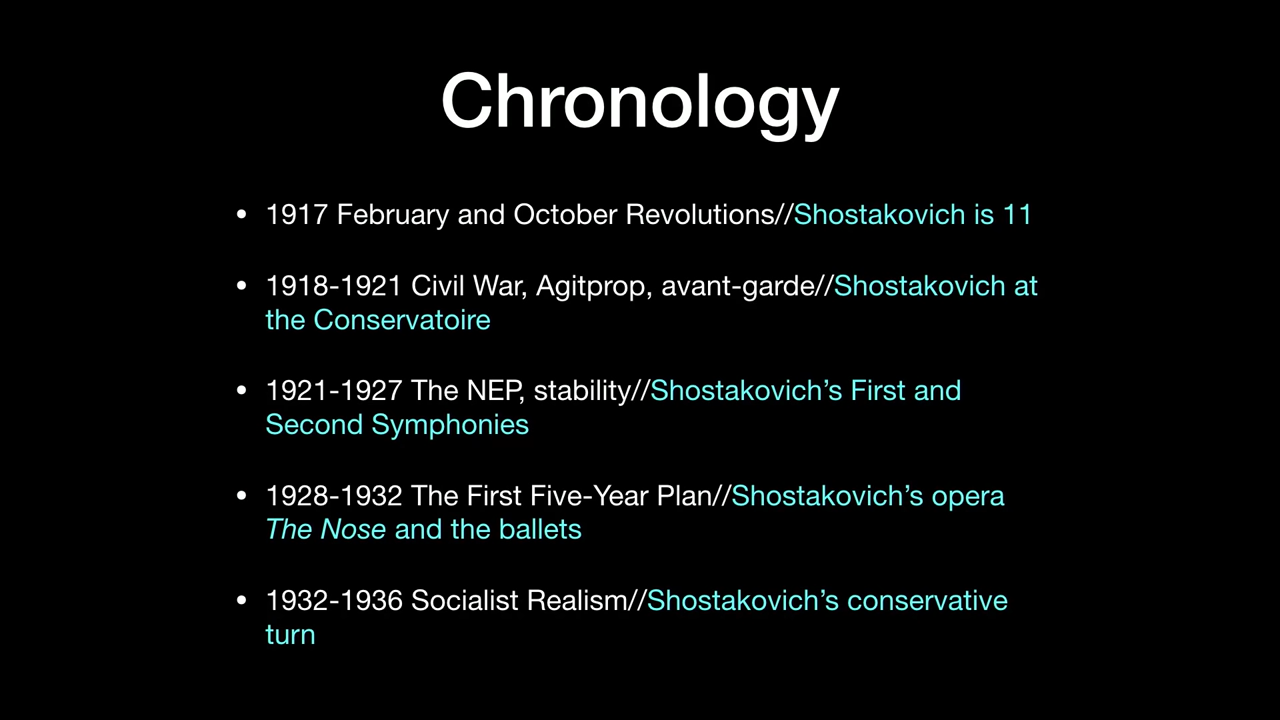 Chronology
• 1917 February and October Revolutions//Shostakovich is 11
• 1918-1921 Civil War, Agitprop, avant-garde//Shostakovich at
the Conservatoire
• 1921-1927 The NEP, stability//Shostakovich’s First and
Second Symphonies
• 1928-1932 The First Five-Year Plan//Shostakovich’s opera
The Nose and the ballets
• 1932-1936 Socialist Realism//Shostakovich’s conservative
turn